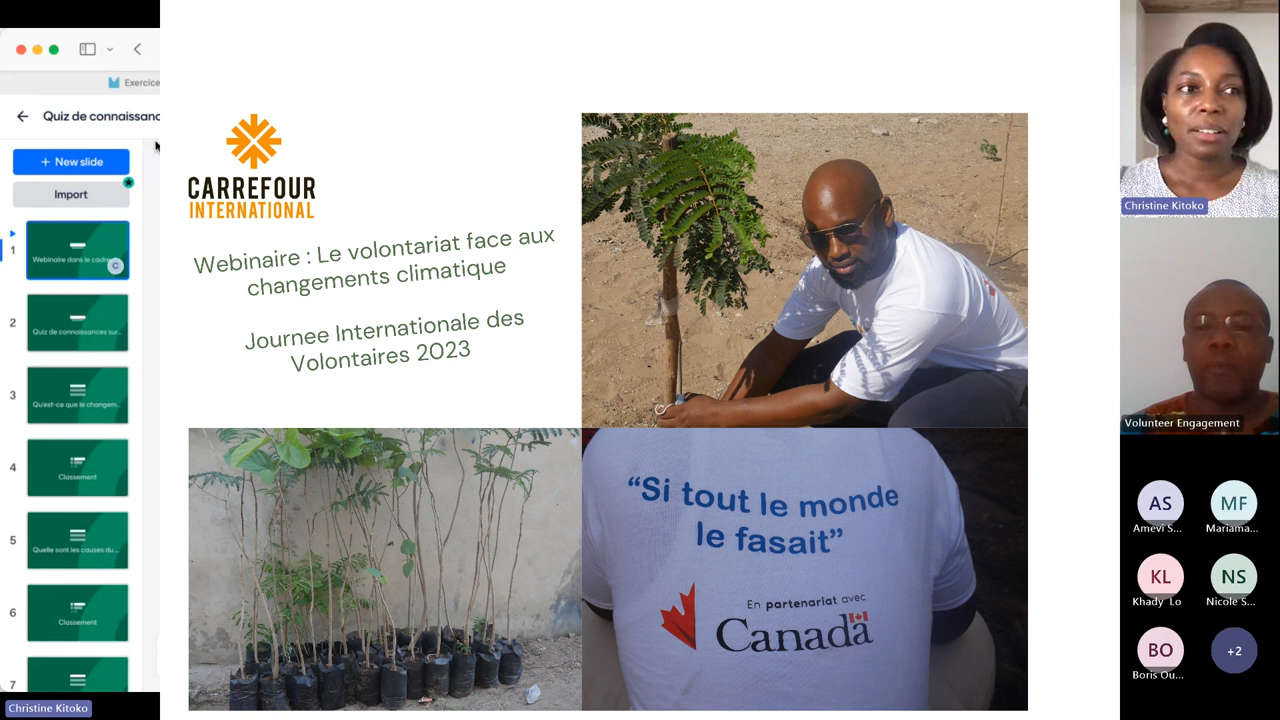 Exercice
Quiz de connaissanc
+ New slide
Import
1
Webinaire dans le cadre
C
2
Quiz de connaissances sur...
3
Qu'est-ce que le changem...
4
Classement
5
Quelle sont les causes du ...
6
Classement
7
Christine Kitoko
CARREFOUR
INTERNATIONAL
Webinaire : Le volontariat face aux
changements climatique
Journee Internationale des
Volontaires 2023
“Si tout le monde
le fasait”
En partenariat avec
Canada
Christine Kitoko
Volunteer Engagement
AS
Amevi S...
MF
Mariama...
KL
Khady Lo
NS
Nicole S...
BO
Boris Ou...
+2